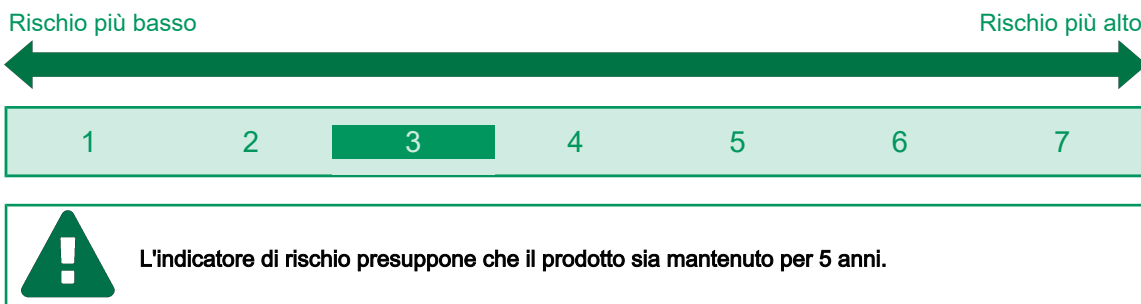 Rischio più basso Rischio più alto
1 2 3 4 5 6 7
L'indicatore di rischio presuppone che il prodotto sia mantenuto per 5 anni.